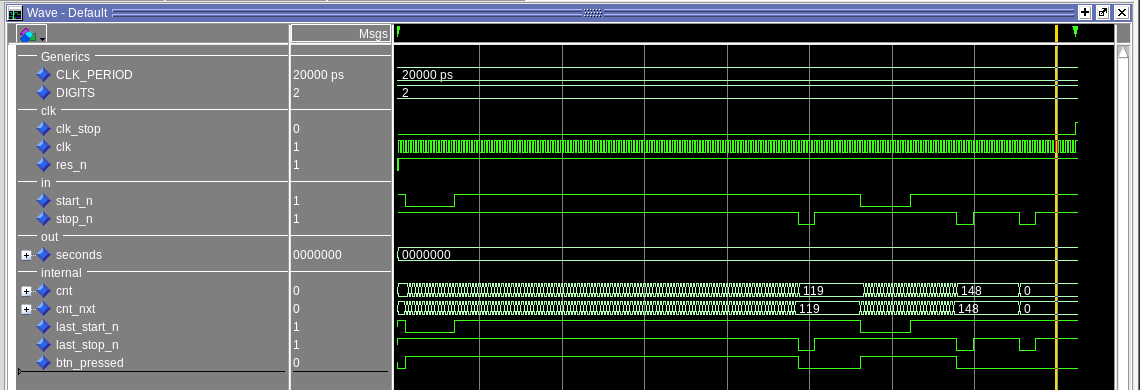 Wave - Default
Msgs
Generics
CLK_PERIOD 20000 ps 20000 ps
DIGITS 2 2
clk
clk_stop 0
clk 1
res_n 1
in
start_n 1
stop_n 1
out
seconds 0000000 0000000
internal
cnt 0 119 148 0
cnt_nxt 0 119 148 0
last_start_n 1
last_stop_n 1
btn_pressed 0